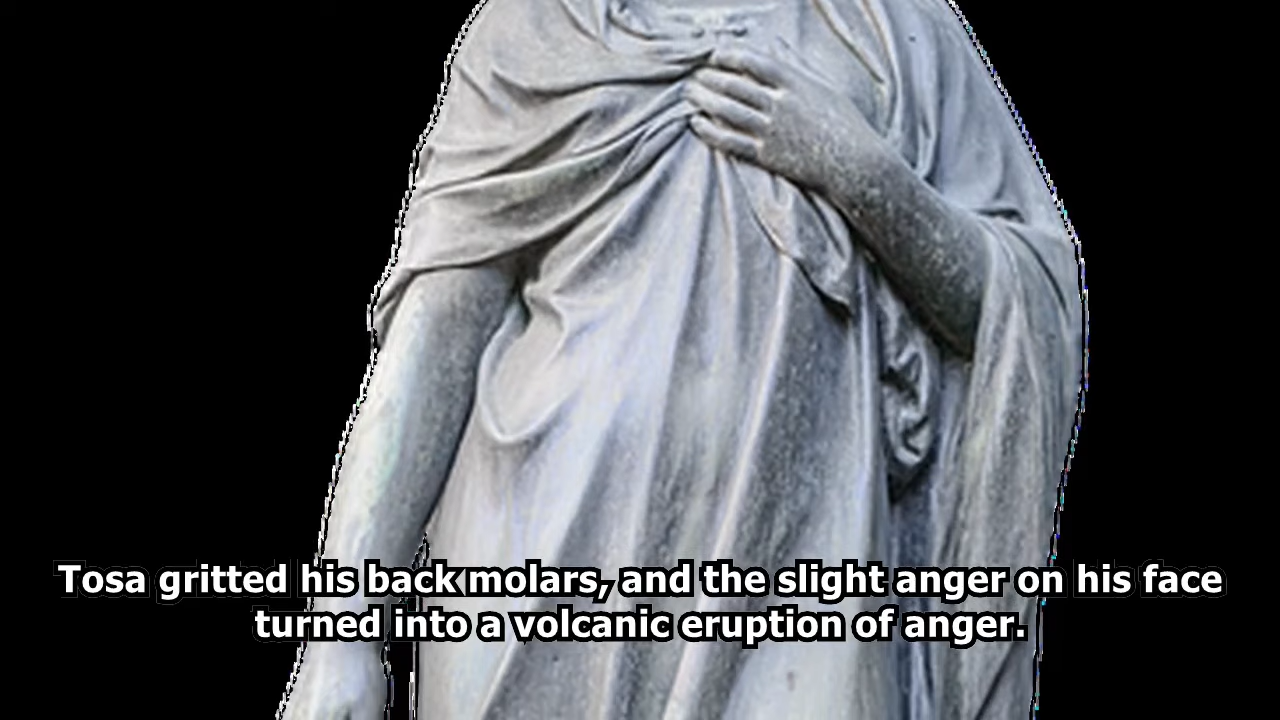 Tosa gritted his back molars, and the slight anger on his face
turned into a volcanic eruption of anger.